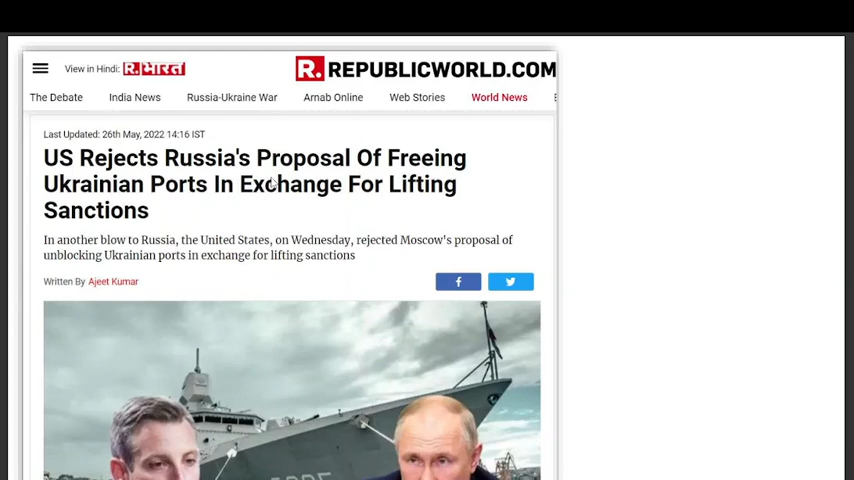 View in Hindi: R.भारत
R.REPUBLICWORLD.COM
The Debate India News Russia-Ukraine War Arnab Online Web Stories World News
Last Updated: 26th May, 2022 14:16 IST
US Rejects Russia's Proposal Of Freeing
Ukrainian Ports In Exchange For Lifting
Sanctions
In another blow to Russia, the United States, on Wednesday, rejected Moscow's proposal of
unblocking Ukrainian ports in exchange for lifting sanctions
Written By Ajeet Kumar